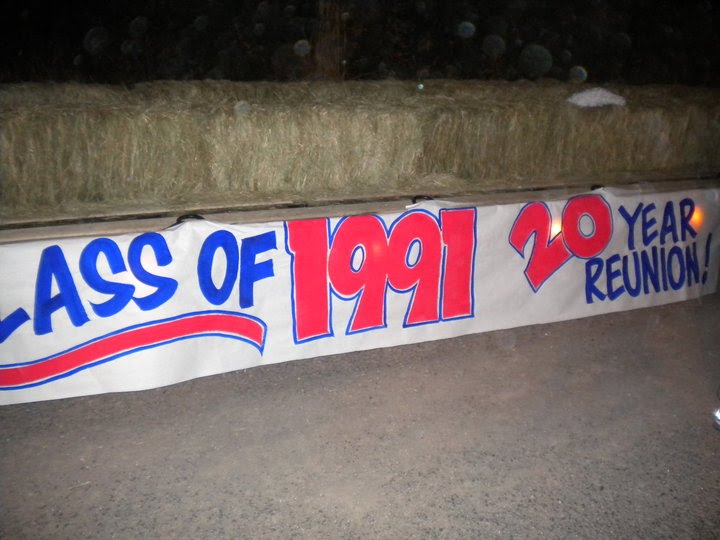 LASS OF 1991 20 YEAR
REUNION!